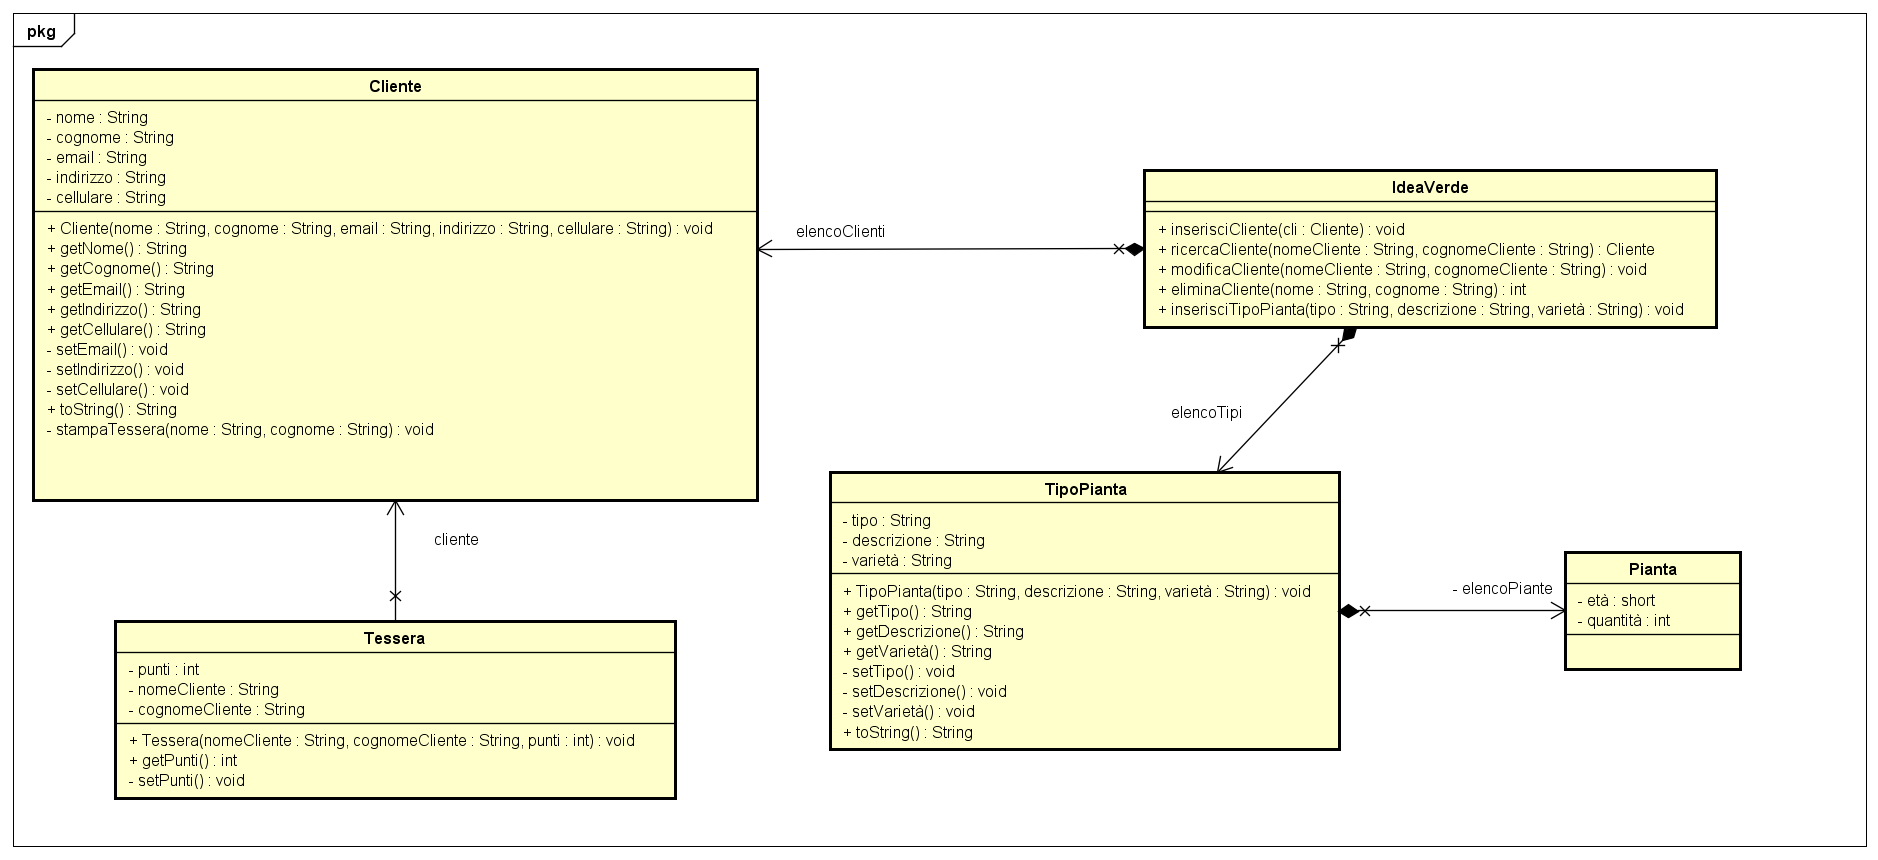 pkg
Cliente
- nome : String
- cognome : String
- email : String
- indirizzo : String
- cellulare : String
+ Cliente(nome : String, cognome : String, email : String, indirizzo : String, cellulare : String) : void
+ getNome() : String
+ getCognome() : String
+ getEmail() : String
+ getIndirizzo() : String
+ getCellulare() : String
- setEmail() : void
- setIndirizzo() : void
- setCellulare() : void
+ toString() : String
- stampaTessera(nome : String, cognome : String) : void
elencoClienti
IdeaVerde
+ inserisciCliente(cli : Cliente) : void
+ ricercaCliente(nomeCliente : String, cognomeCliente : String) : Cliente
+ modificaCliente(nomeCliente : String, cognomeCliente : String) : void
+ eliminaCliente(nome : String, cognome : String) : int
+ inserisciTipoPianta(tipo : String, descrizione : String, varietà : String) : void
elencoTipi
cliente
Tessera
- punti : int
- nomeCliente : String
- cognomeCliente : String
+ Tessera(nomeCliente : String, cognomeCliente : String, punti : int) : void
+ getPunti() : int
- setPunti() : void
TipoPianta
- tipo : String
- descrizione : String
- varietà : String
+ TipoPianta(tipo : String, descrizione : String, varietà : String) : void
+ getTipo() : String
+ getDescrizione() : String
+ getVarietà() : String
- setTipo() : void
- setDescrizione() : void
- setVarietà() : void
+ toString() : String
- elencoPiante
Pianta
- età : short
- quantità : int